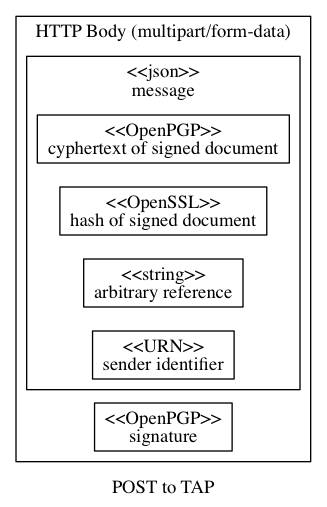 HTTP Body (multipart/form-data)
<<json>>
message
<<OpenPGP>>
cyphertext of signed document
<<OpenSSL>>
hash of signed document
<<string>>
arbitrary reference
<<URN>>
sender identifier
<<OpenPGP>>
signature
POST to TAP